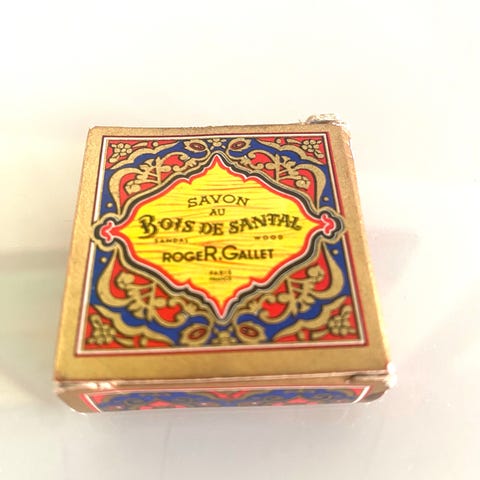 SAVON
AU
BOIS DE SANTAL
SANDAL WOOD
ROGER.GALLET
PARIS
FRANCE